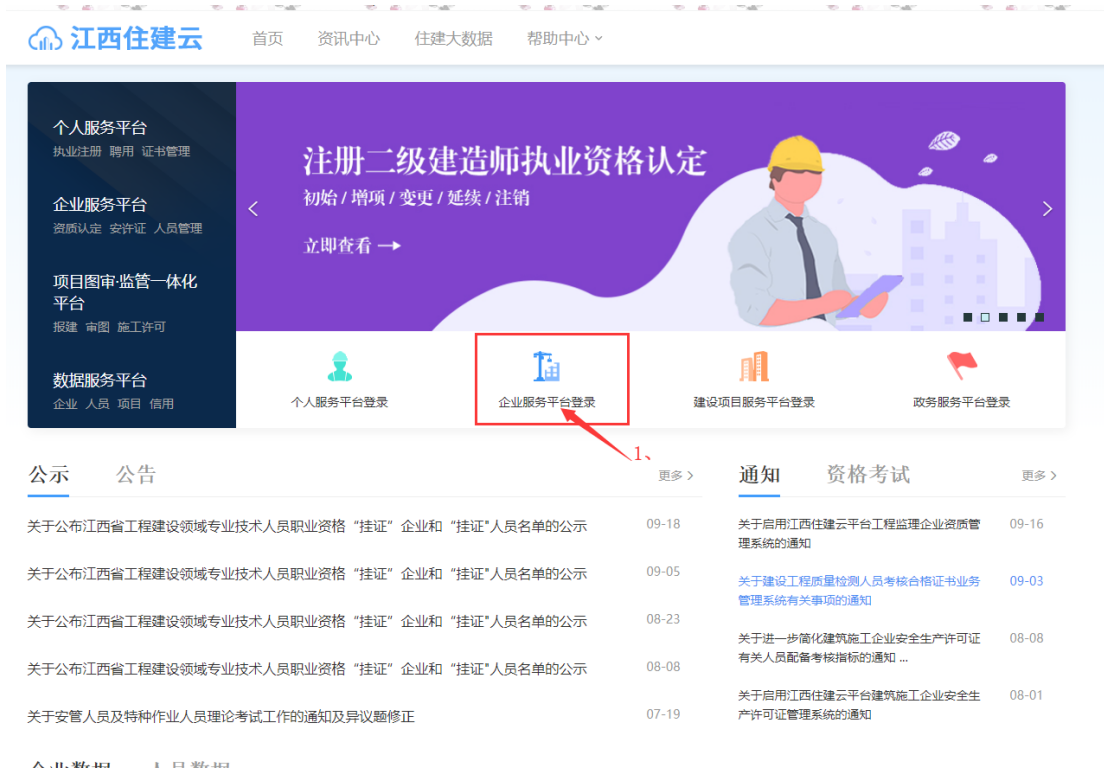 江西住建云
首页 资讯中心 住建大数据 帮助中心
个人服务平台
执业注册 聘用 证书管理
企业服务平台
资质认定 安许证 人员管理
项目图审·监管一体化
平台
报建 审图 施工许可
数据服务平台
企业 人员 项目 信用
注册二级建造师执业资格认定
初始 / 增项 / 变更 / 延续 / 注销
立即查看
个人服务平台登录
企业服务平台登录
建设项目服务平台登录
政务服务平台登录
1、
公示 公告 更多
关于公布江西省工程建设领域专业技术人员职业资格“挂证”企业和“挂证"人员名单的公示 09-18
关于公布江西省工程建设领域专业技术人员职业资格“挂证”企业和“挂证"人员名单的公示 09-05
关于公布江西省工程建设领域专业技术人员职业资格“挂证”企业和“挂证"人员名单的公示 08-23
关于公布江西省工程建设领域专业技术人员职业资格“挂证”企业和“挂证"人员名单的公示 08-08
关于安管人员及特种作业人员理论考试工作的通知及异议题修正 07-19
通知 资格考试 更多
关于启用江西住建云平台工程监理企业资质管 09-16
理系统的通知
关于建设工程质量检测人员考核合格证书业务 09-03
管理系统有关事项的通知
关于进一步简化建筑施工企业安全生产许可证 08-08
有关人员配备考核指标的通知 ...
关于启用江西住建云平台建筑施工企业安全生 08-01
产许可证管理系统的通知
企业数据 人员数据